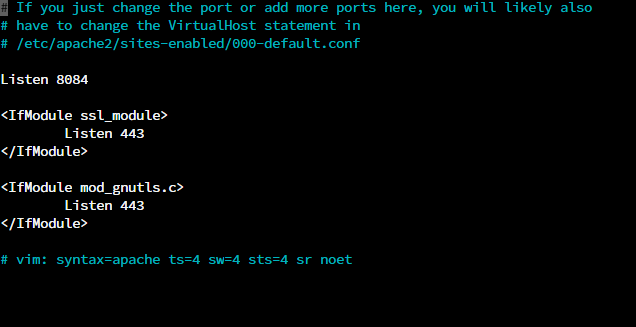 # If you just change the port or add more ports here, you will likely also
# have to change the VirtualHost statement in
# /etc/apache2/sites-enabled/000-default.conf
Listen 8084
<IfModule ssl_module>
Listen 443
</IfModule>
<IfModule mod_gnutls.c>
Listen 443
</IfModule>
# vim: syntax=apache ts=4 sw=4 sts=4 sr noet